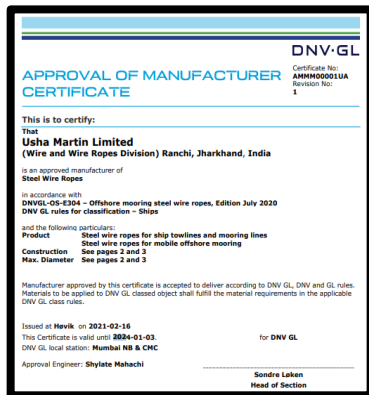 DNV·GL
APPROVAL OF MANUFACTURER
CERTIFICATE
Certificate No:
AMMM00001UA
Revision No:
1
This is to certify:
That
Usha Martin Limited
(Wire and Wire Ropes Division) Ranchi, Jharkhand, India
is an approved manufacturer of
Steel Wire Ropes
in accordance with
DNVGL-OS-E304 – Offshore mooring steel wire ropes, Edition July 2020
DNV GL rules for classification – Ships
and the following particulars:
Product Steel wire ropes for ship towlines and mooring lines
Steel wire ropes for mobile offshore mooring
Construction See pages 2 and 3
Max. Diameter See pages 2 and 3
Manufacturer approved by this certificate is accepted to deliver according to DNV GL, DNV and GL rules.
Materials to be applied to DNV GL classed object shall fulfill the material requirements in the applicable
DNV GL class rules.
Issued at Høvik on 2021-02-16
This Certificate is valid until 2024-01-03.
for DNV GL
DNV GL local station: Mumbai NB & CMC
Approval Engineer: Shylate Mahachi
Sondre Løken
Head of Section